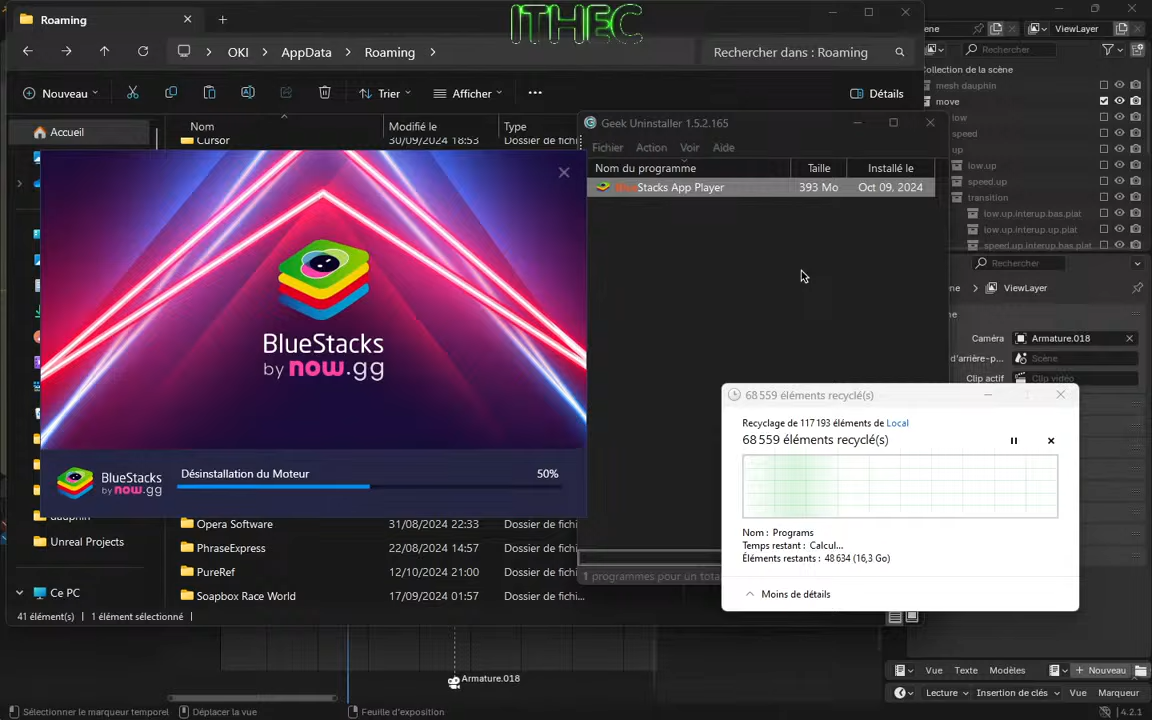 Roaming
ITHEC
OKI > AppData > Roaming >
Rechercher dans : Roaming
Nouveau
Trier
Afficher
Détails
Accueil
Nom
Modifié le
Type
Cursor
30/09/2024 18:53
Dossier de fichi
Geek Uninstaller 1.5.2.165
Fichier Action Voir Aide
Nom du programme
Taille
Installé le
BlueStacks App Player
393 Mo
Oct 09, 2024
BlueStacks
by now.gg
BlueStacks
by now.gg
Désinstallation du Moteur
50%
dauphin
Unreal Projects
Ce PC
Opera Software
31/08/2024 22:33
Dossier de fichi
PhraseExpress
22/08/2024 14:57
Dossier de fichi
PureRef
12/10/2024 21:00
Dossier de fichi
Soapbox Race World
17/09/2024 01:57
Dossier de fichi...
41 élément(s)
1 élément sélectionné
1 programmes pour un tota
68 559 éléments recyclé(s)
Recyclage de 117 193 éléments de Local
68 559 éléments recyclé(s)
Nom : Programs
Temps restant : Calcul...
Éléments restants : 48 634 (16,3 Go)
Moins de détails
ene
ViewLayer
Rechercher
ollection de la scène
mesh dauphin
move
low
speed
up
low.up
speed.up
transition
low.up.interup.bas.plat
low.up.interup.up.plat
speed.up.interup.bas.plat
Rechercher
ne
ViewLayer
ne
Caméra
Armature.018
d'arrière-p...
Scène
Clip actif
Clip vidéo
Armature.018
Vue Texte Modèles
Nouveau
Lecture
Insertion de clés
Vue Marqueur
Sélectionner le marqueur temporel
Déplacer la vue
Feuille d'exposition
4.2.1